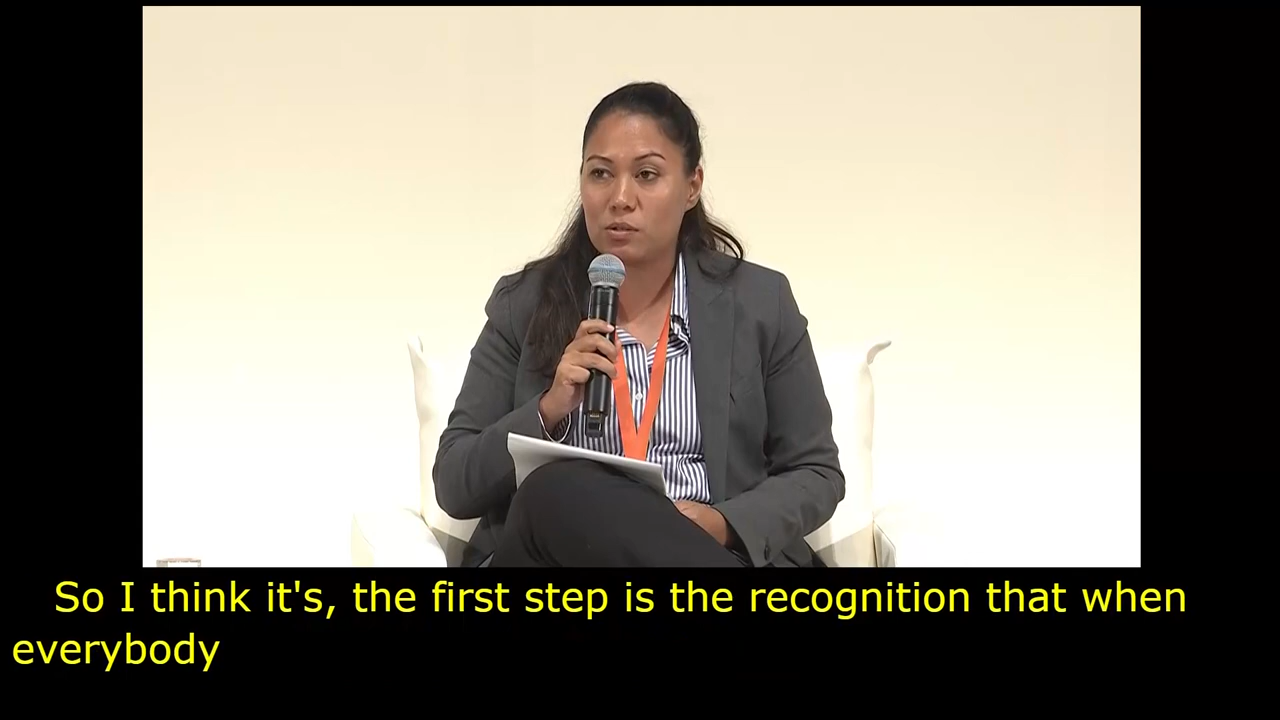 So I think it's, the first step is the recognition that when
everybody